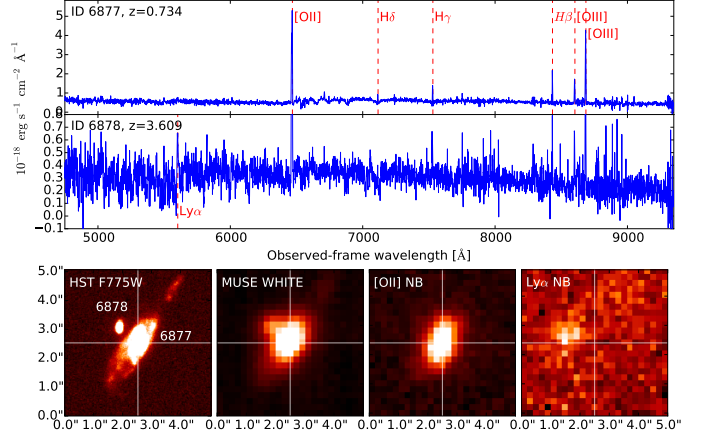 ID 6877, z=0.734
[OII]
Hδ
Hγ
Hβ
[OIII]
[OIII]
5
4
3
2
1
0
10⁻¹⁸ erg s⁻¹ cm⁻² Å⁻¹
ID 6878, z=3.609
Lyα
0.8
0.7
0.6
0.5
0.4
0.3
0.2
0.1
0.0
−0.1
5000 6000 7000 8000 9000
Observed-frame wavelength [Å]
HST F775W
6878
6877
MUSE WHITE
[OII] NB
Lyα NB
5.0"
4.0"
3.0"
2.0"
1.0"
0.0"
0.0" 1.0" 2.0" 3.0" 4.0" 0.0" 1.0" 2.0" 3.0" 4.0" 0.0" 1.0" 2.0" 3.0" 4.0" 0.0" 1.0" 2.0" 3.0" 4.0" 5.0"